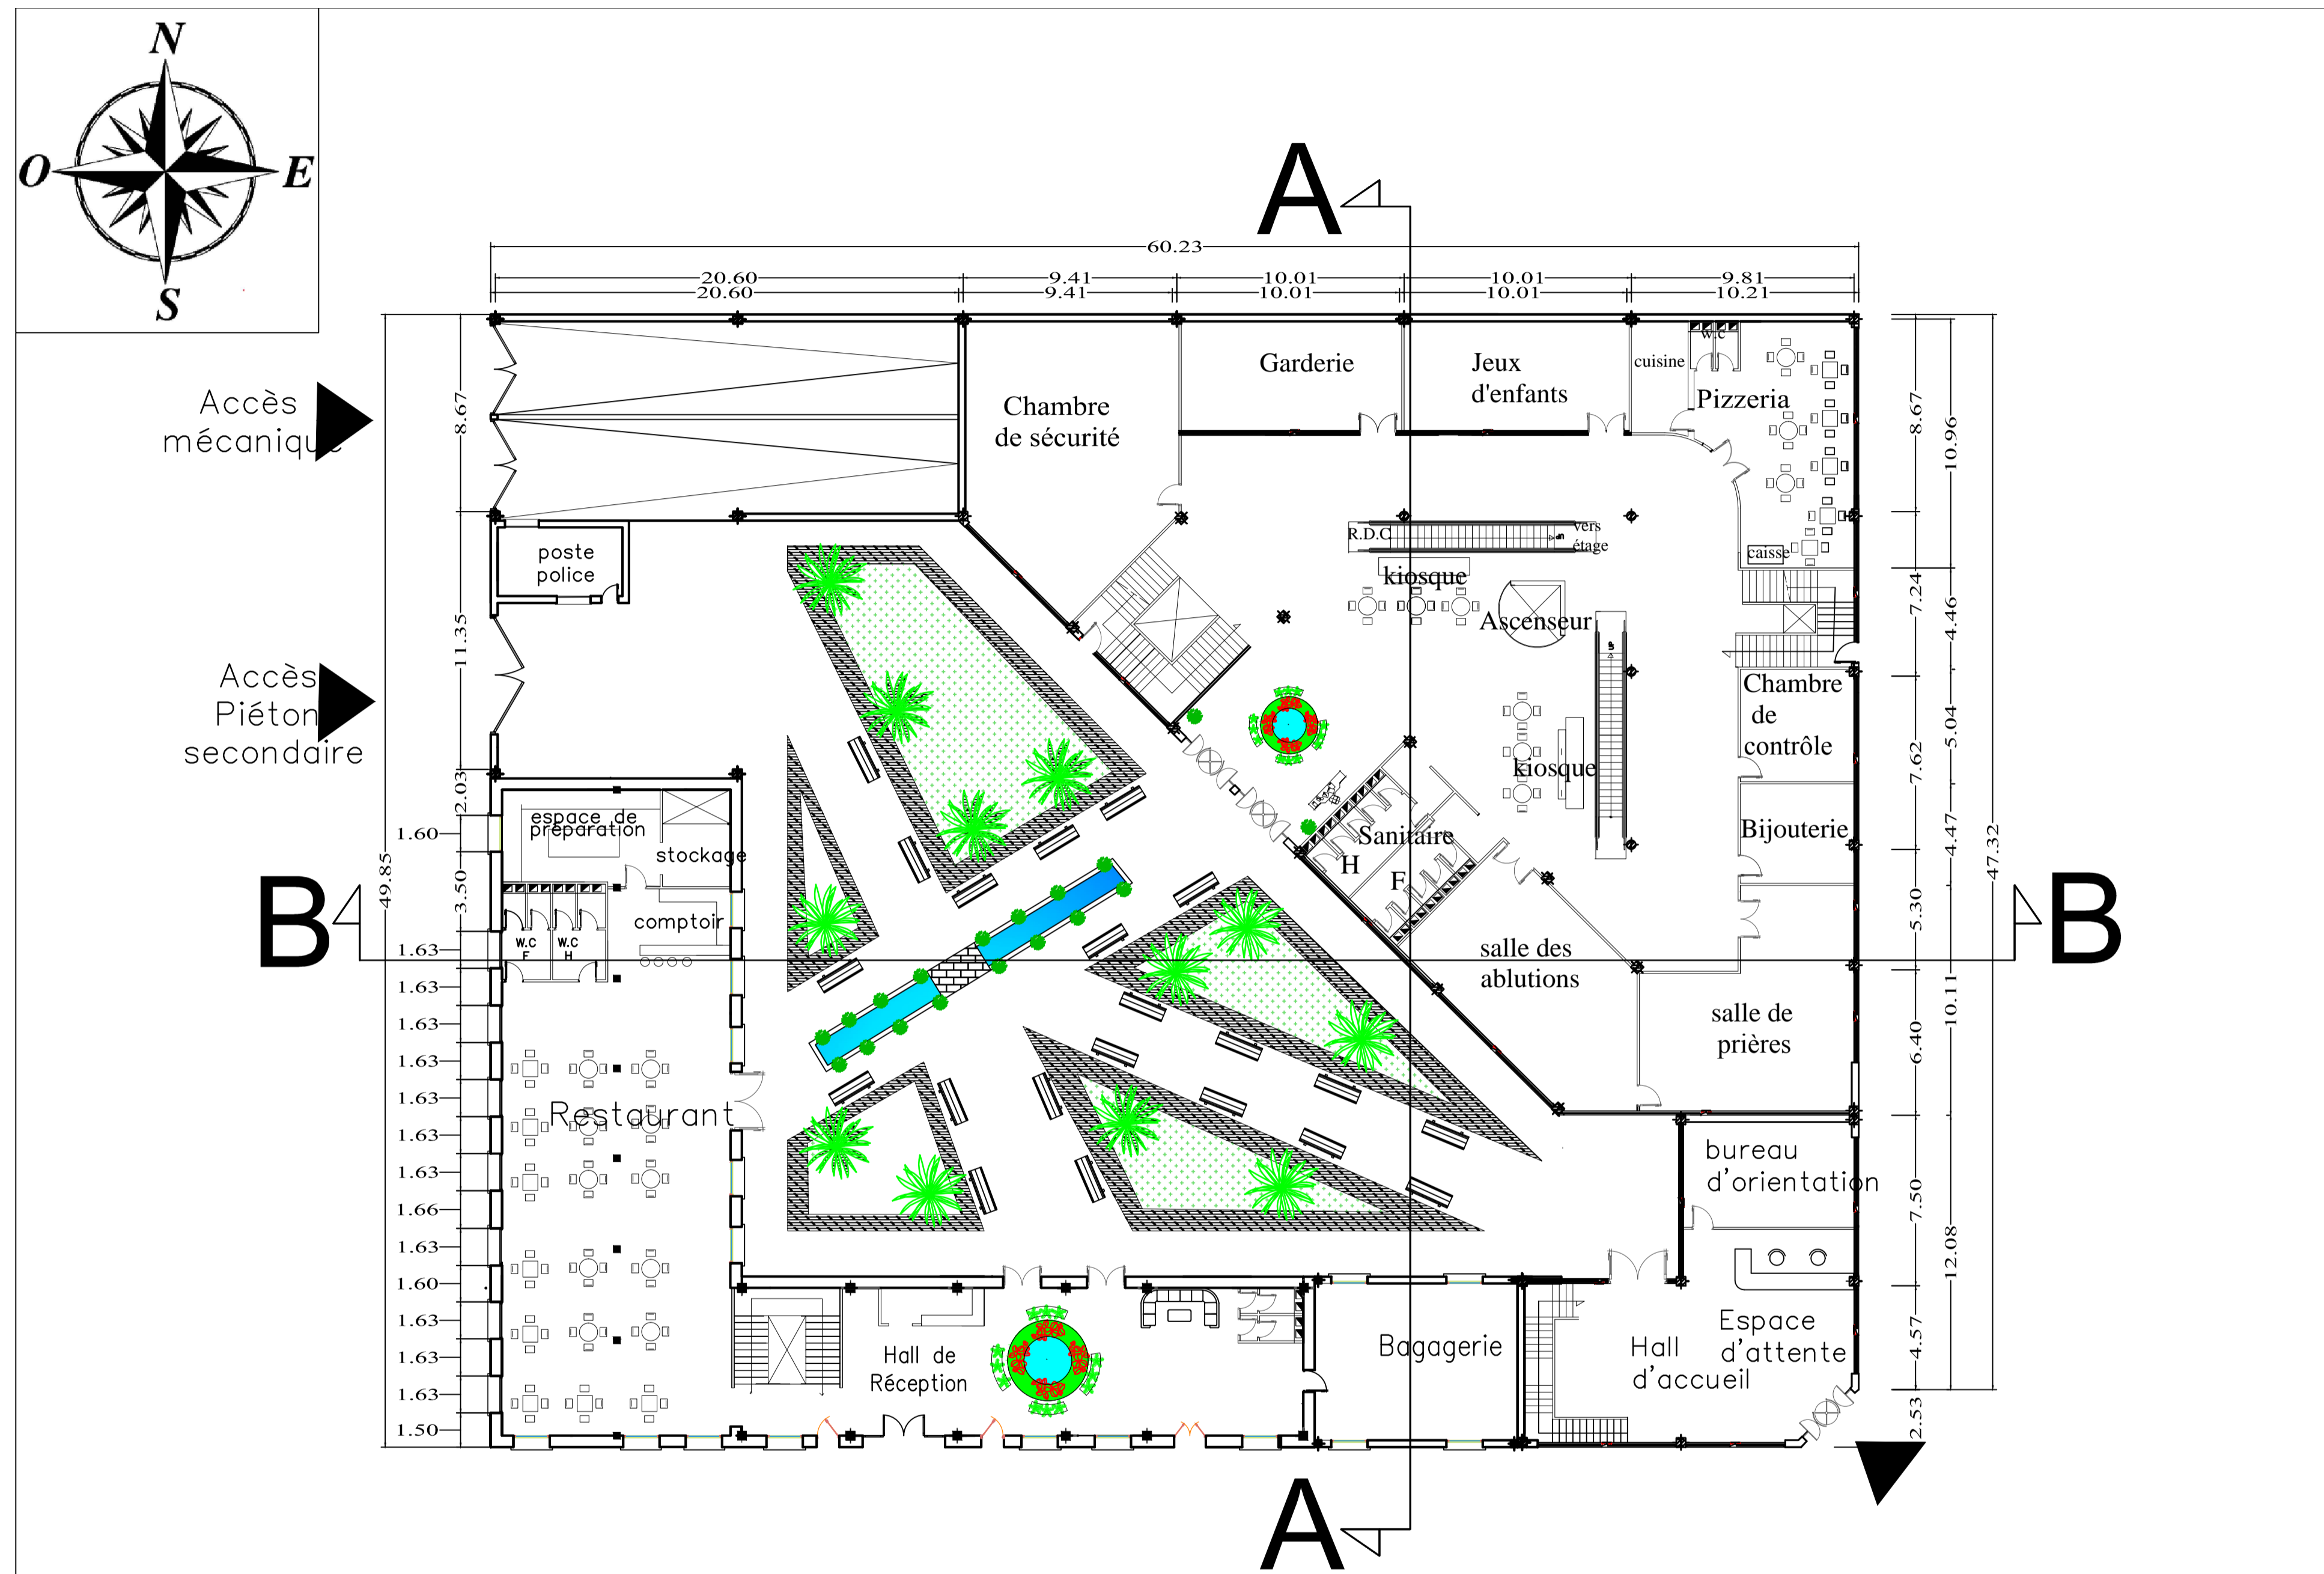 N
O
E
S
A
60.23
20.60
9.41
10.01
10.01
9.81
20.60
9.41
10.01
10.01
10.21
Accès
mécanique
Accès
Piéton
secondaire
8.67
11.35
2.03
3.50
49.85
1.60
1.63
1.63
1.63
1.63
1.63
1.63
1.63
1.66
1.63
1.60
1.63
1.63
1.63
1.50
Chambre
de sécurité
Garderie
Jeux
d'enfants
cuisine
w.c
Pizzeria
caisse
poste
police
R.D.C
vers
étage
UP
kiosque
Ascenseur
UP
kiosque
Chambre
de
contrôle
Bijouterie
Sanitaire
H
F
salle des
ablutions
salle de
prières
espace de
préparation
stockage
comptoir
W.C
F
W.C
H
Restaurant
bureau
d'orientation
Hall de
Réception
Bagagerie
Hall
d'accueil
Espace
d'attente
8.67
7.24
7.62
5.30
6.40
7.50
4.57
2.53
10.96
4.46
5.04
4.47
10.11
12.08
47.32
B
B
A